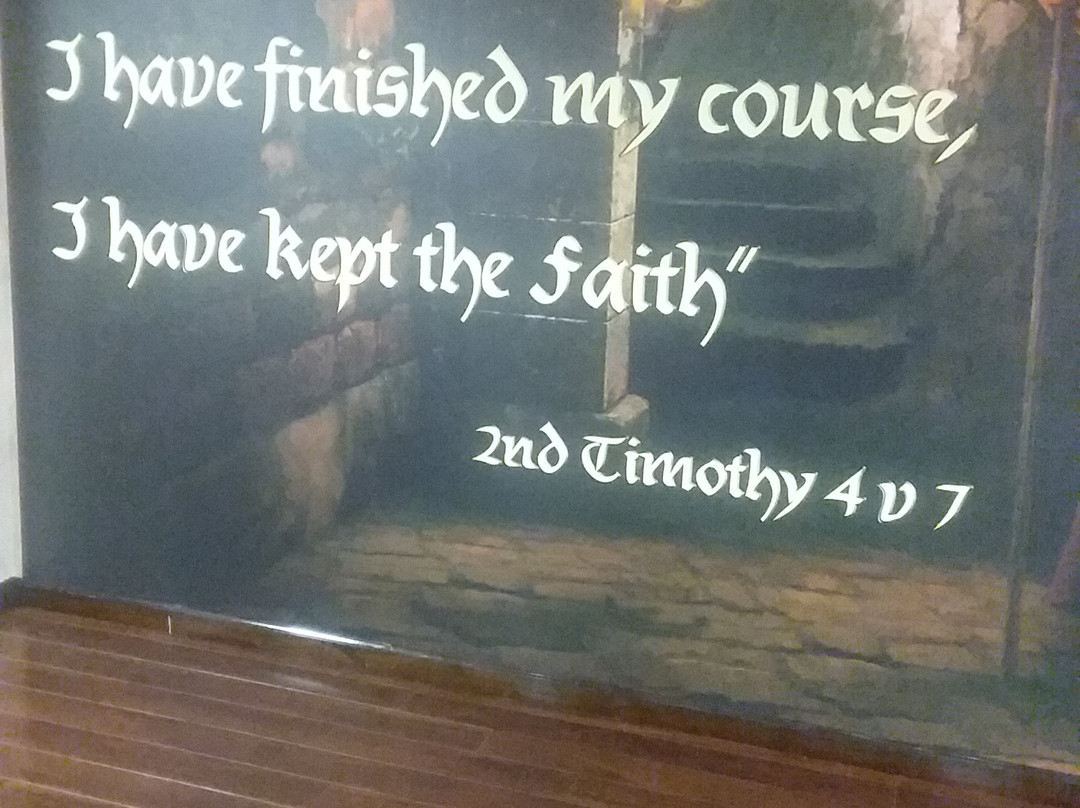 I have finished my course,
I have kept the Faith"
2nd Timothy 4 v 7